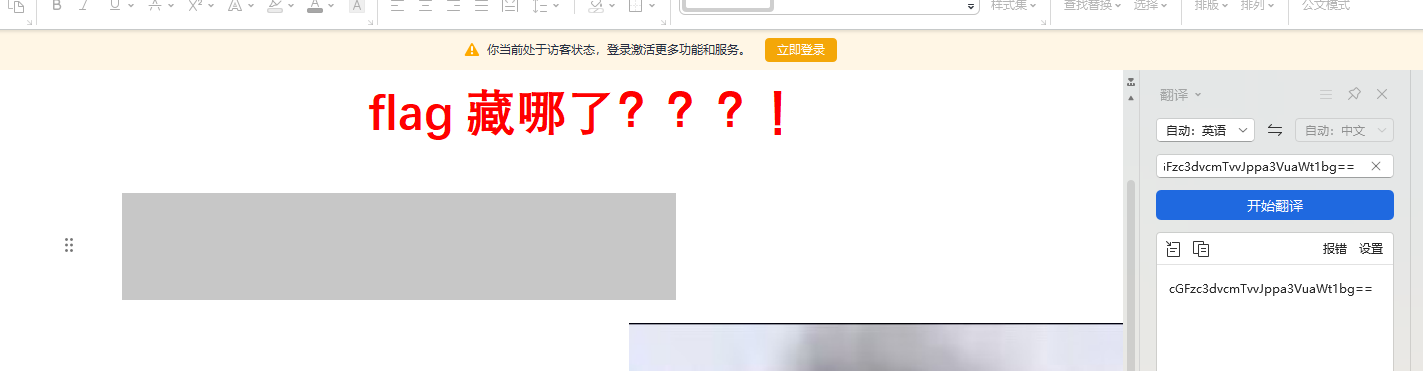 B I U A X² A A A 样式集 查找替换 选择 排版 排列 公文模式
你当前处于访客状态，登录激活更多功能和服务。 立即登录
flag 藏哪了？？？！
翻译
自动：英语 自动：中文
Fzc3dvcmTvvJppa3VuaWt1bg==
开始翻译
报错 设置
cGFzc3dvcmTvvJppa3VuaWt1bg==